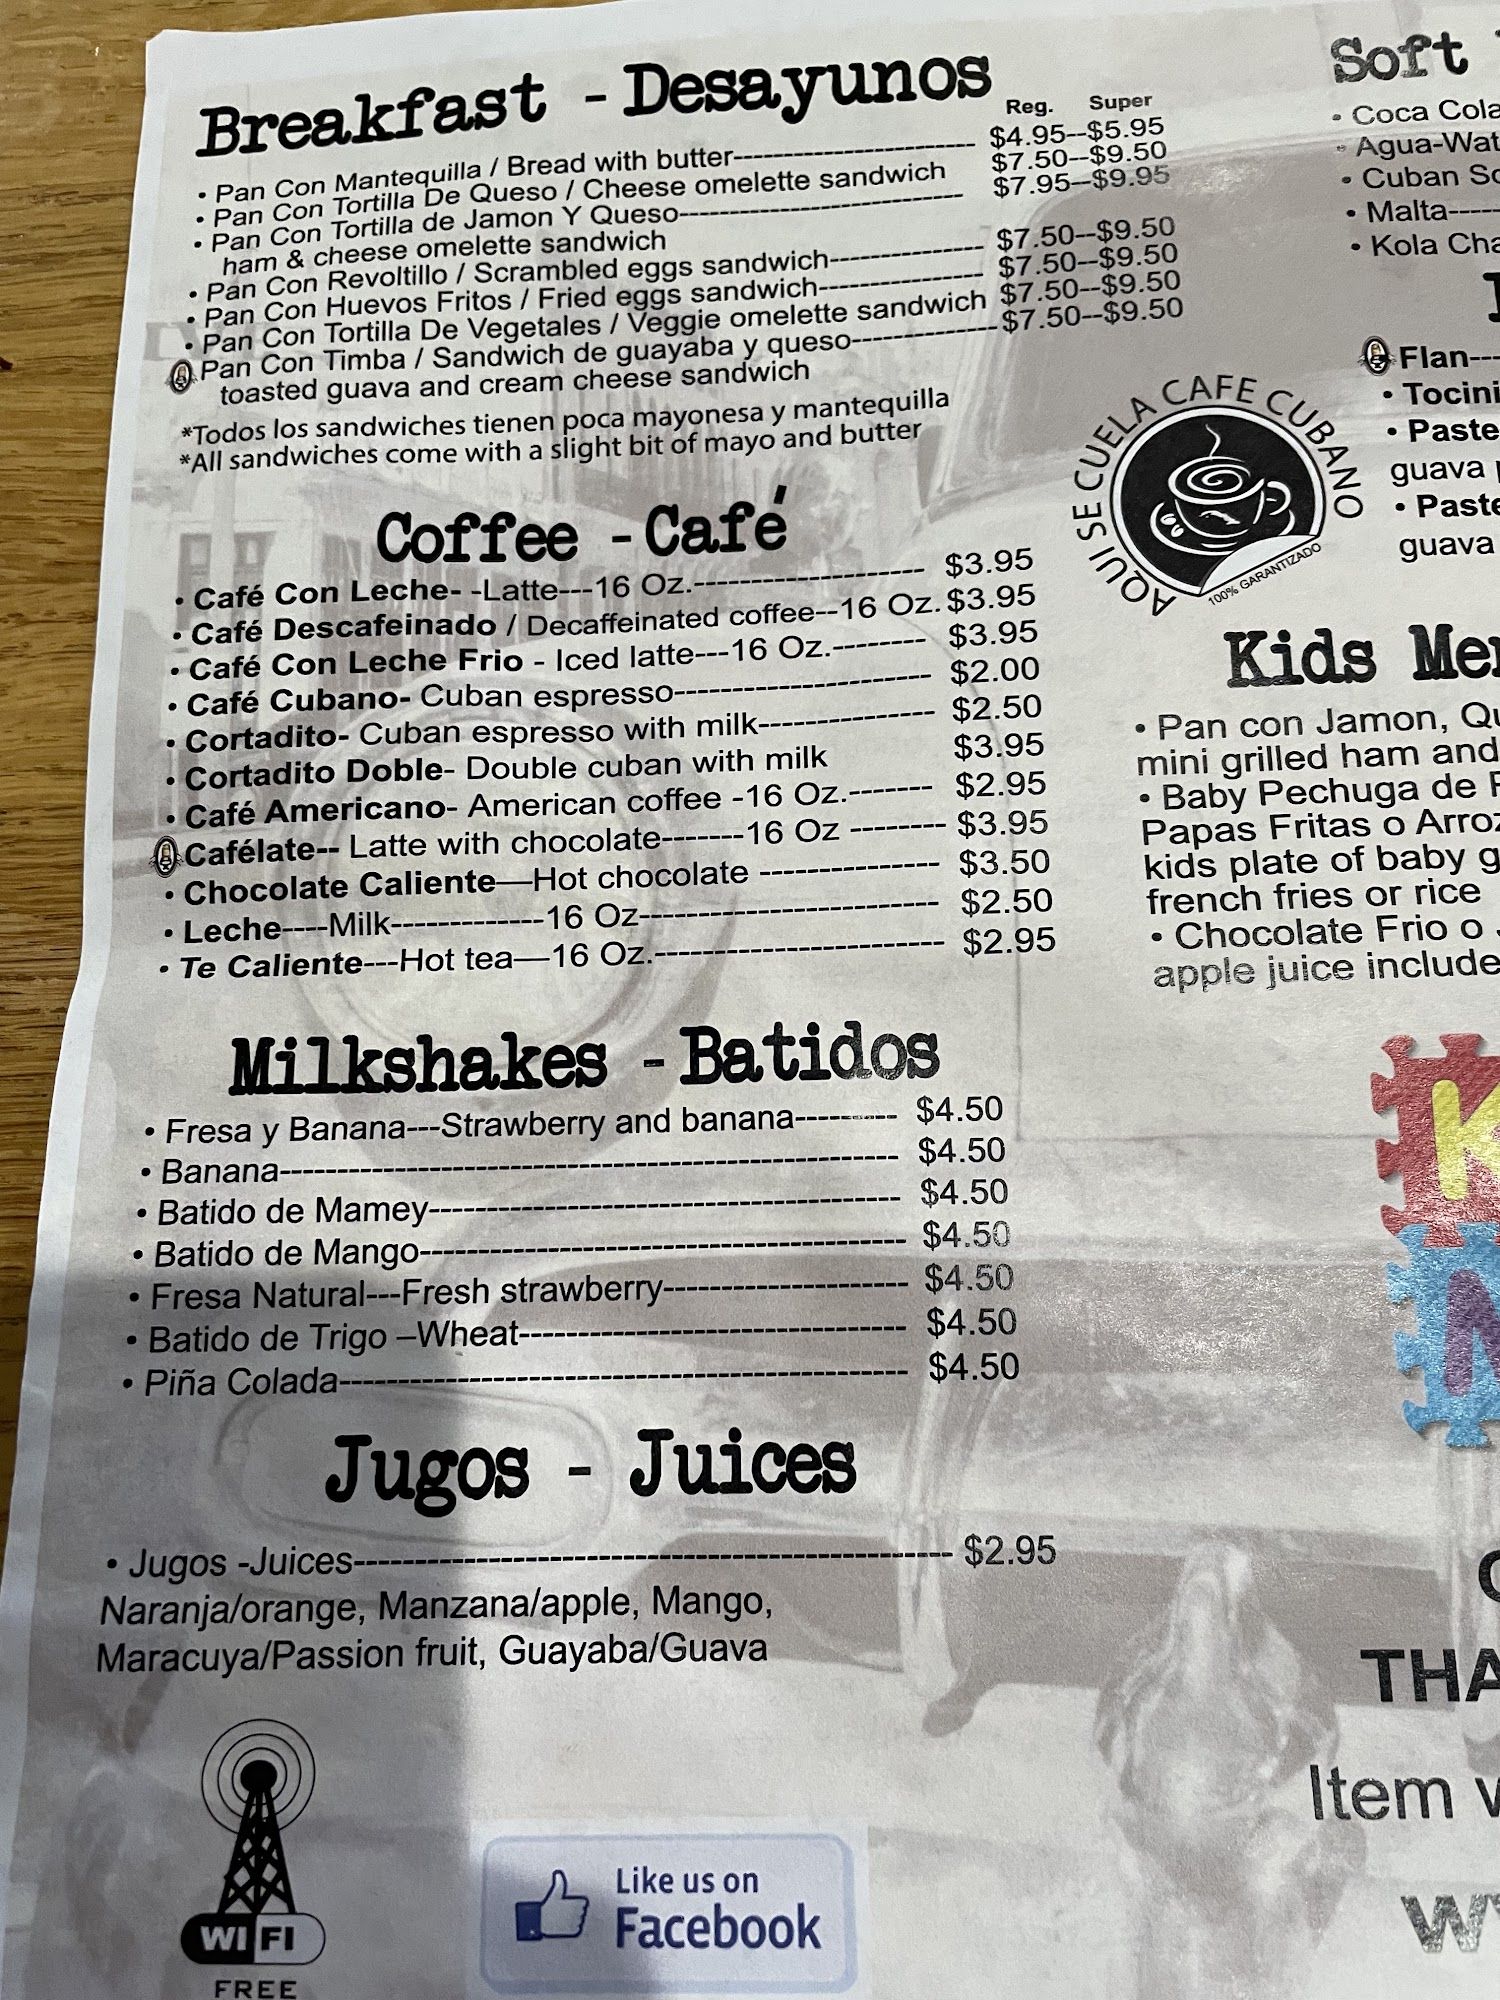 Breakfast - Desayunos
Reg. Super
• Pan Con Mantequilla / Bread with butter------------------------- $4.95--$5.95
• Pan Con Tortilla De Queso / Cheese omelette sandwich $7.50--$9.50
• Pan Con Tortilla de Jamon Y Queso----------------------------- $7.95--$9.95
ham & cheese omelette sandwich
• Pan Con Revoltillo / Scrambled eggs sandwich---------------- $7.50--$9.50
• Pan Con Huevos Fritos / Fried eggs sandwich----------------- $7.50--$9.50
• Pan Con Tortilla De Vegetales / Veggie omelette sandwich $7.50--$9.50
Pan Con Timba / Sandwich de guayaba y queso---------------$7.50--$9.50
toasted guava and cream cheese sandwich
*Todos los sandwiches tienen poca mayonesa y mantequilla
*All sandwiches come with a slight bit of mayo and butter
Coffee - Café
• Café Con Leche- -Latte---16 Oz.-------------------- $3.95
• Café Descafeinado / Decaffeinated coffee--16 Oz. $3.95
• Café Con Leche Frio - Iced latte---16 Oz.-------- $3.95
• Café Cubano- Cuban espresso---------------------- $2.00
• Cortadito- Cuban espresso with milk--------------- $2.50
• Cortadito Doble- Double cuban with milk $3.95
• Café Americano- American coffee -16 Oz.------- $2.95
Cafélate-- Latte with chocolate-------16 Oz -------- $3.95
• Chocolate Caliente—Hot chocolate --------------- $3.50
• Leche----Milk-------------16 Oz-------------------------- $2.50
• Te Caliente---Hot tea—16 Oz.------------------------- $2.95
Milkshakes - Batidos
• Fresa y Banana---Strawberry and banana--------- $4.50
• Banana------------------------------------------------------ $4.50
• Batido de Mamey----------------------------------------- $4.50
• Batido de Mango------------------------------------------ $4.50
• Fresa Natural---Fresh strawberry--------------------- $4.50
• Batido de Trigo –Wheat---------------------------------- $4.50
• Piña Colada------------------------------------------------- $4.50
Jugos - Juices
• Jugos -Juices-------------------------------------------------- $2.95
Naranja/orange, Manzana/apple, Mango,
Maracuya/Passion fruit, Guayaba/Guava
WI FI
FREE
Like us on
Facebook
Soft
• Coca Cola
• Agua-Wat
• Cuban So
• Malta-----
• Kola Cha
Flan---
• Tocini
• Paste
guava
• Paste
guava
AQUI SE CUELA CAFE CUBANO
100% GARANTIZADO
Kids Me
• Pan con Jamon, Qu
mini grilled ham and
• Baby Pechuga de
Papas Fritas o Arroz
kids plate of baby g
french fries or rice
• Chocolate Frio o
apple juice include
K
THA
Item